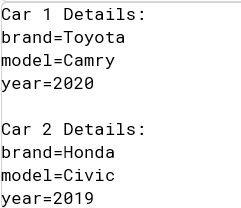 Car 1 Details:
brand=Toyota
model=Camry
year=2020

Car 2 Details:
brand=Honda
model=Civic
year=2019